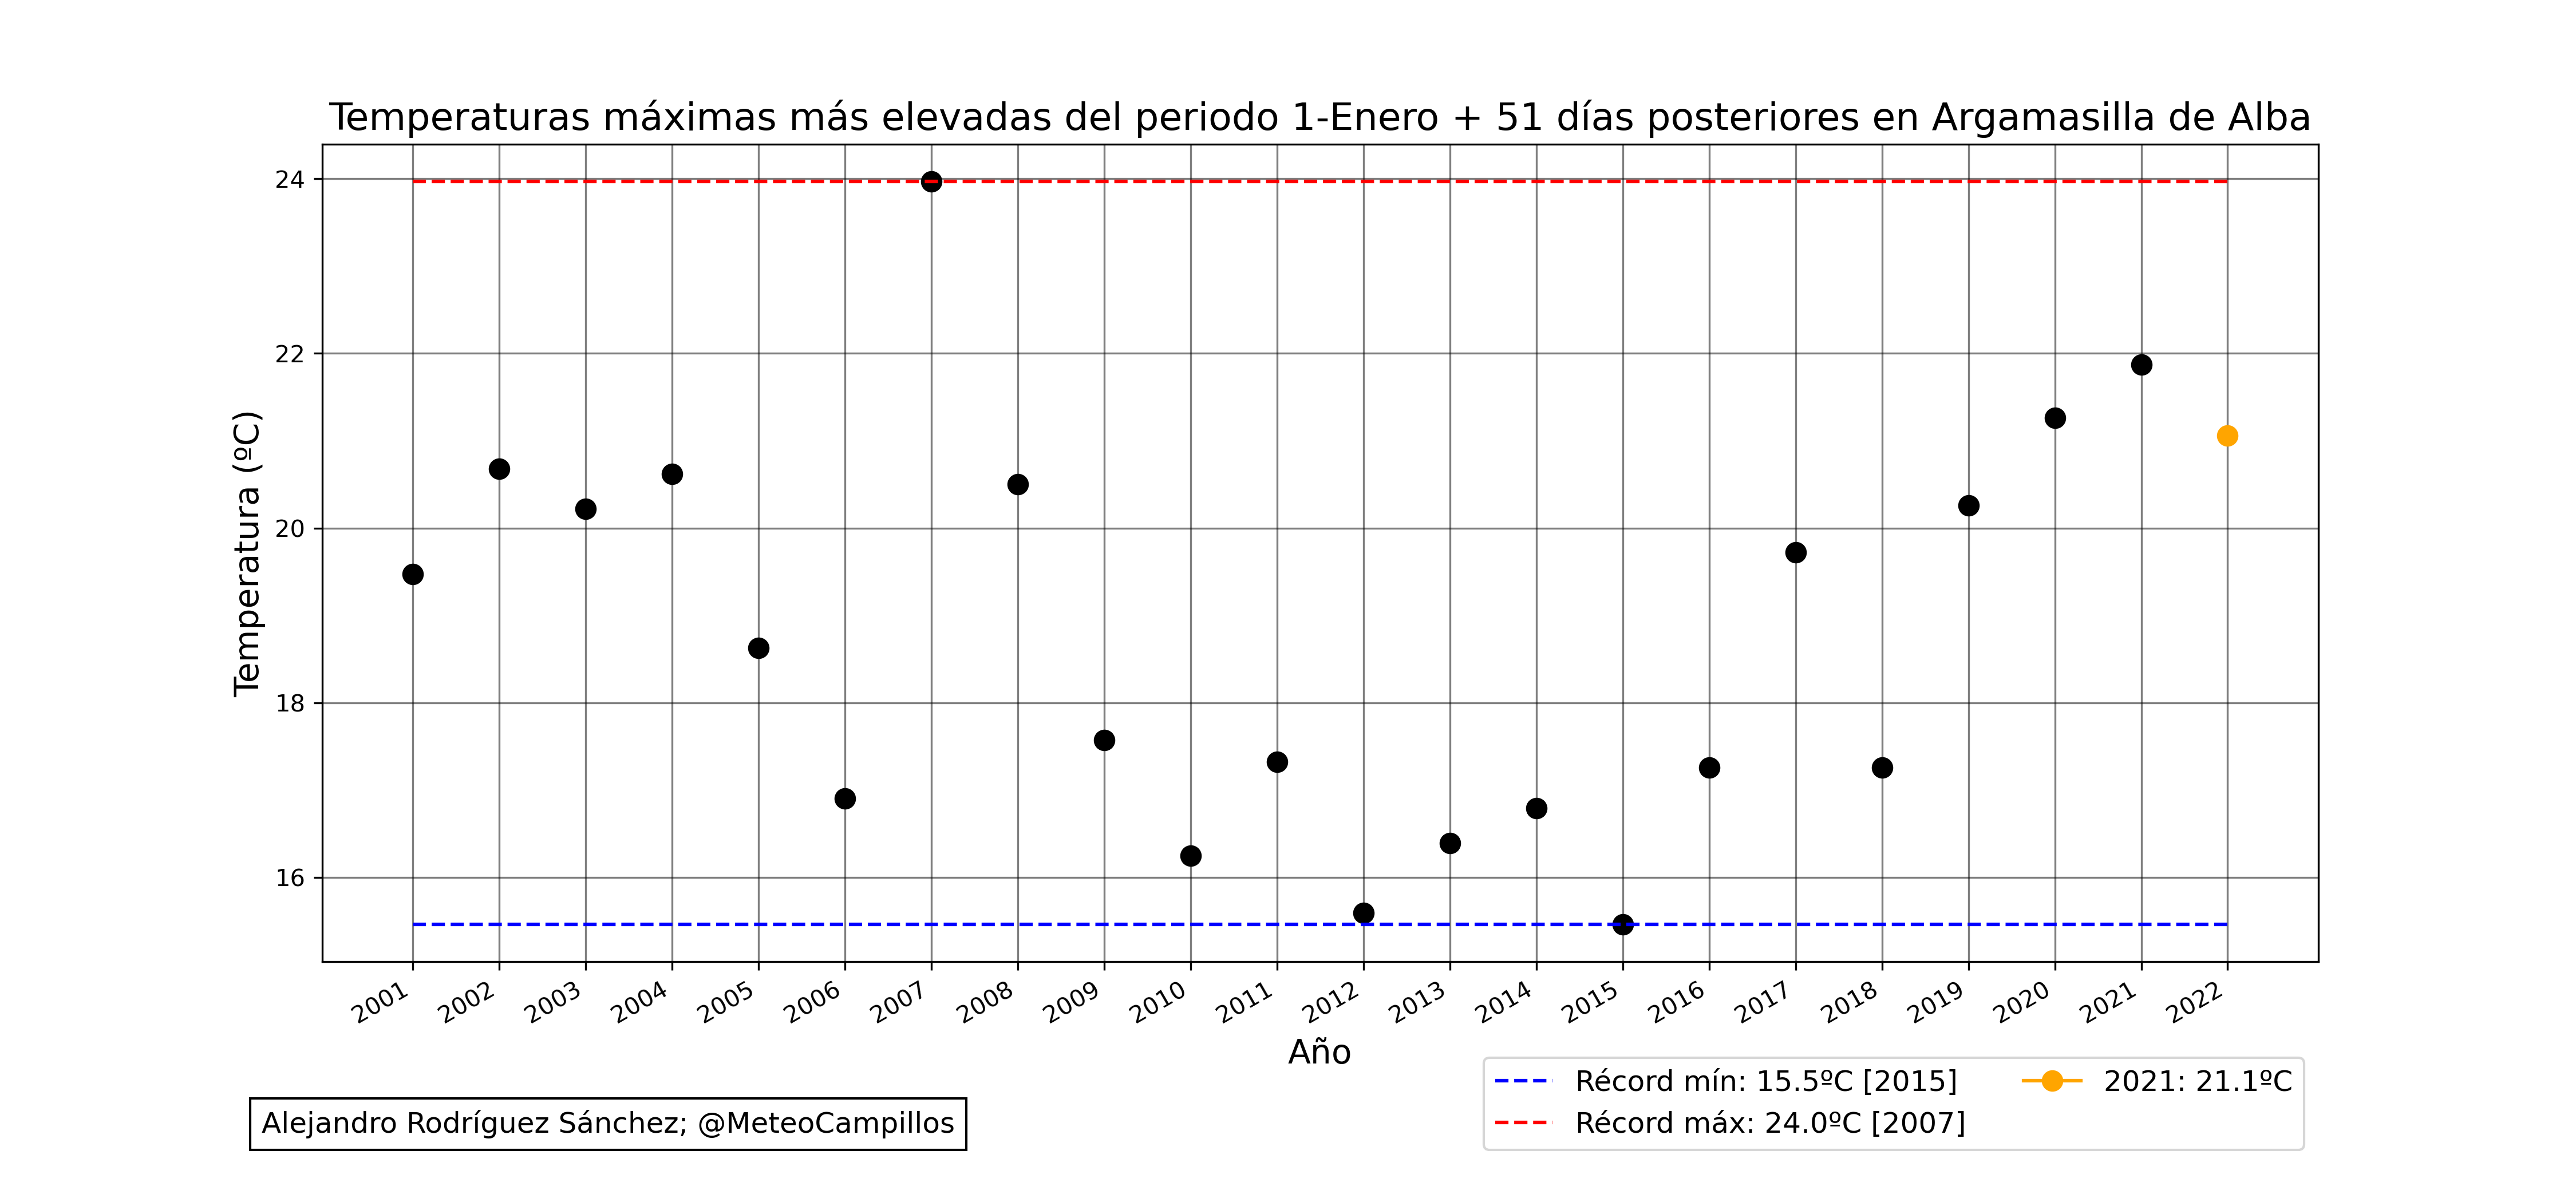 Temperaturas máximas más elevadas del periodo 1-Enero + 51 días posteriores en Argamasilla de Alba
Temperatura (ºC)
24
22
20
18
16
2001 2002 2003 2004 2005 2006 2007 2008 2009 2010 2011 2012 2013 2014 2015 2016 2017 2018 2019 2020 2021 2022
Año
Récord mín: 15.5ºC [2015]
Récord máx: 24.0ºC [2007]
2021: 21.1ºC
Alejandro Rodríguez Sánchez; @MeteoCampillos